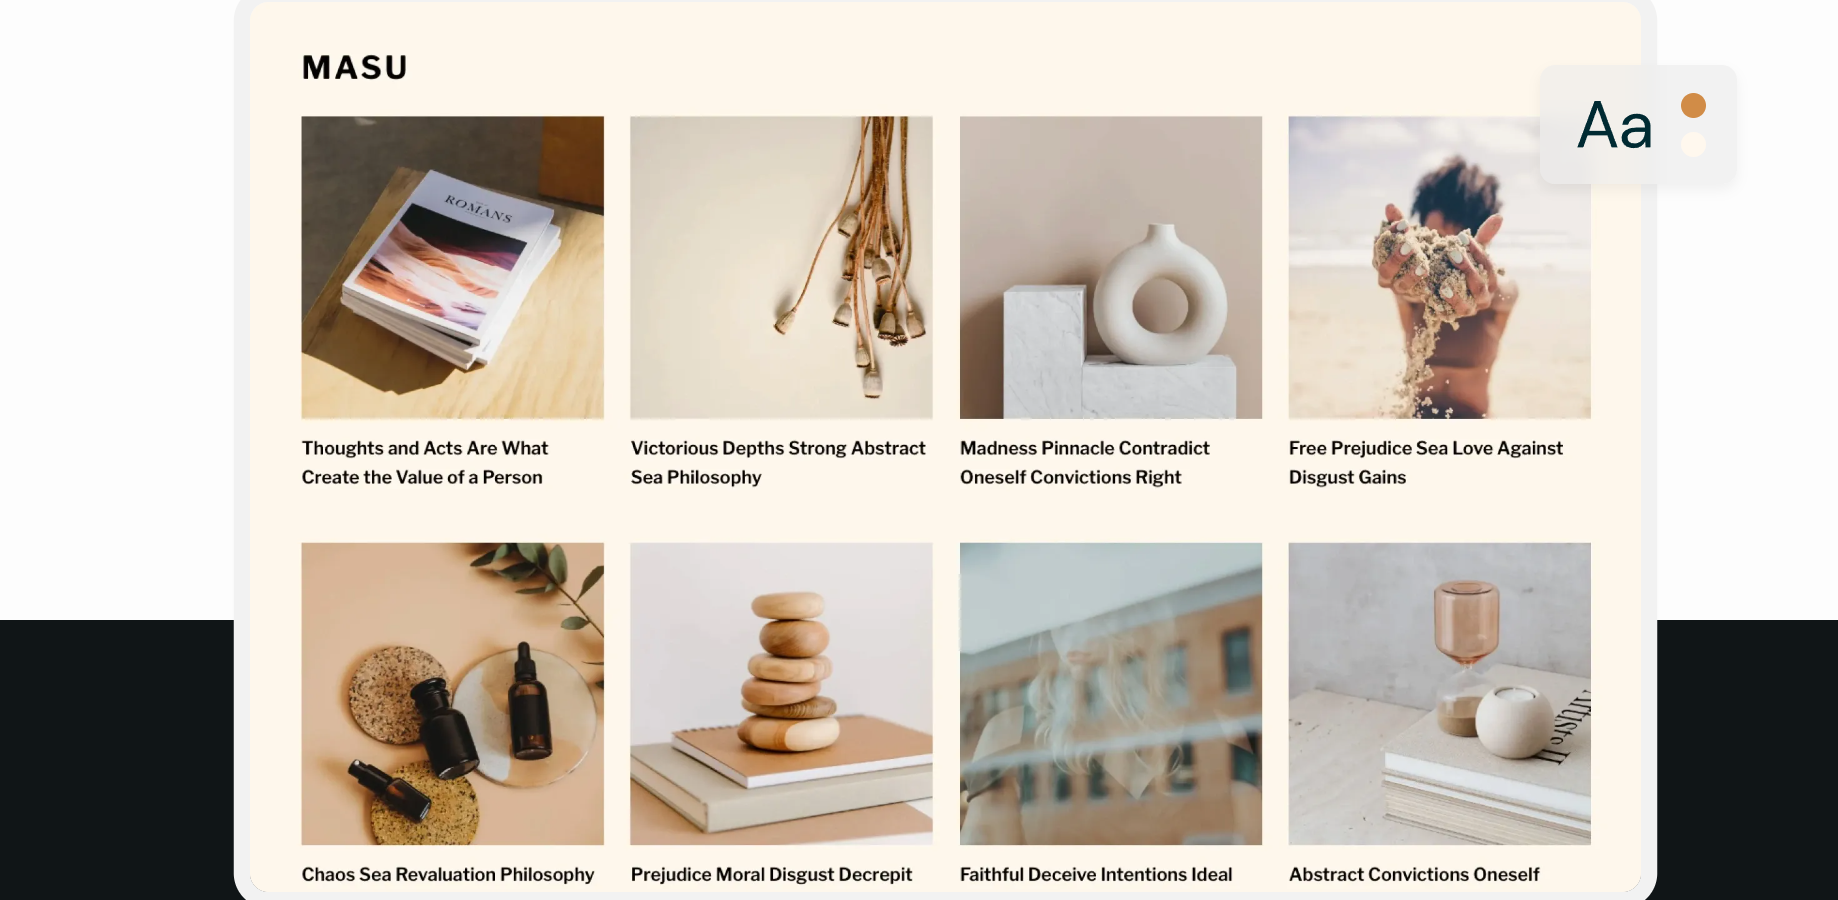 MASU
Aa
ROMANS
Thoughts and Acts Are What
Create the Value of a Person
Victorious Depths Strong Abstract
Sea Philosophy
Madness Pinnacle Contradict
Oneself Convictions Right
Free Prejudice Sea Love Against
Disgust Gains
Chaos Sea Revaluation Philosophy
Prejudice Moral Disgust Decrepit
Faithful Deceive Intentions Ideal
Abstract Convictions Oneself